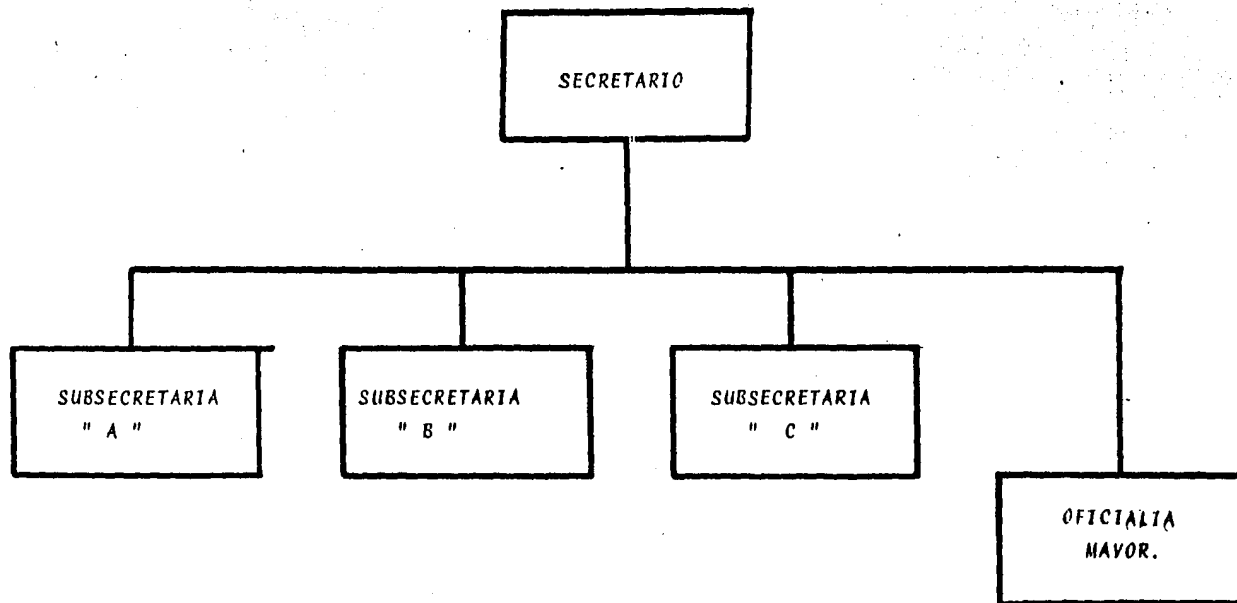 SECRETARIO
SUBSECRETARIA
" A "
SUBSECRETARIA
" B "
SUBSECRETARIA
" C "
OFICIALIA
MAYOR.